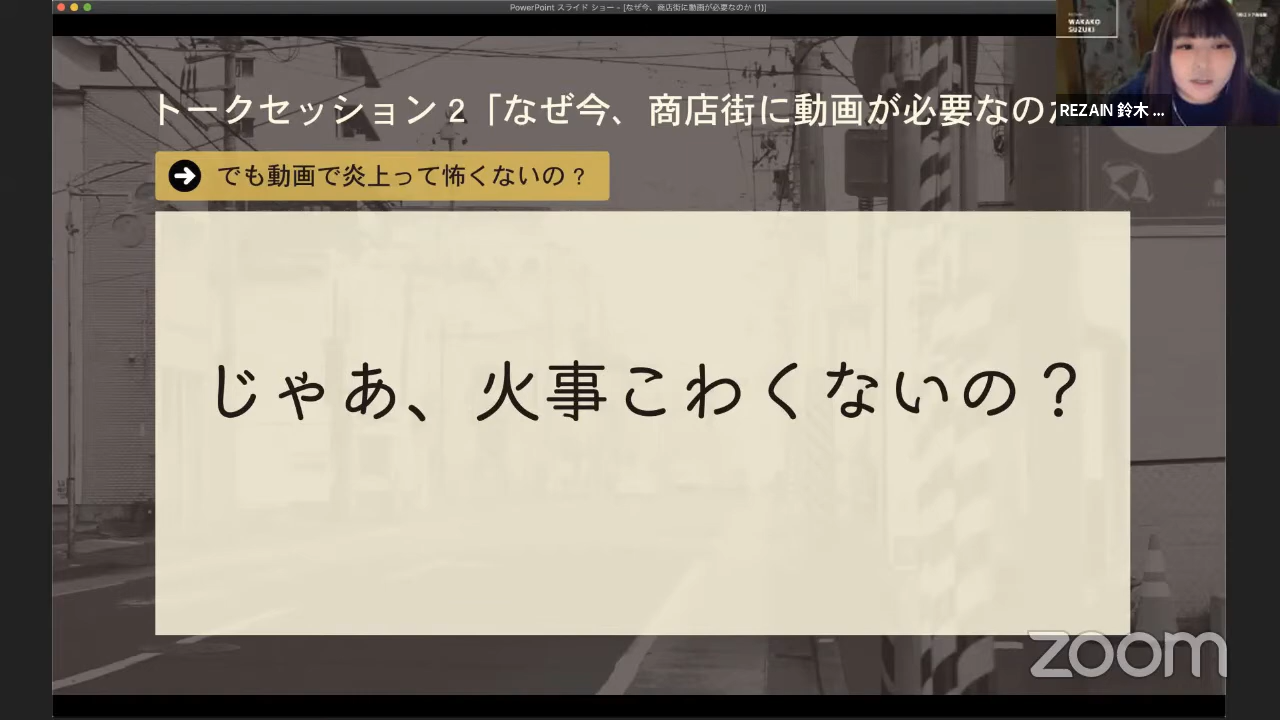 PowerPoint スライド ショー - [なぜ今、商店街に動画が必要なのか (1)]
WAKAKO
SUZUKI
REZAIN 鈴木 ...
トークセッション 2「なぜ今、商店街に動画が必要なのか
でも動画で炎上って怖くないの？
じゃあ、火事こわくないの？
zoom